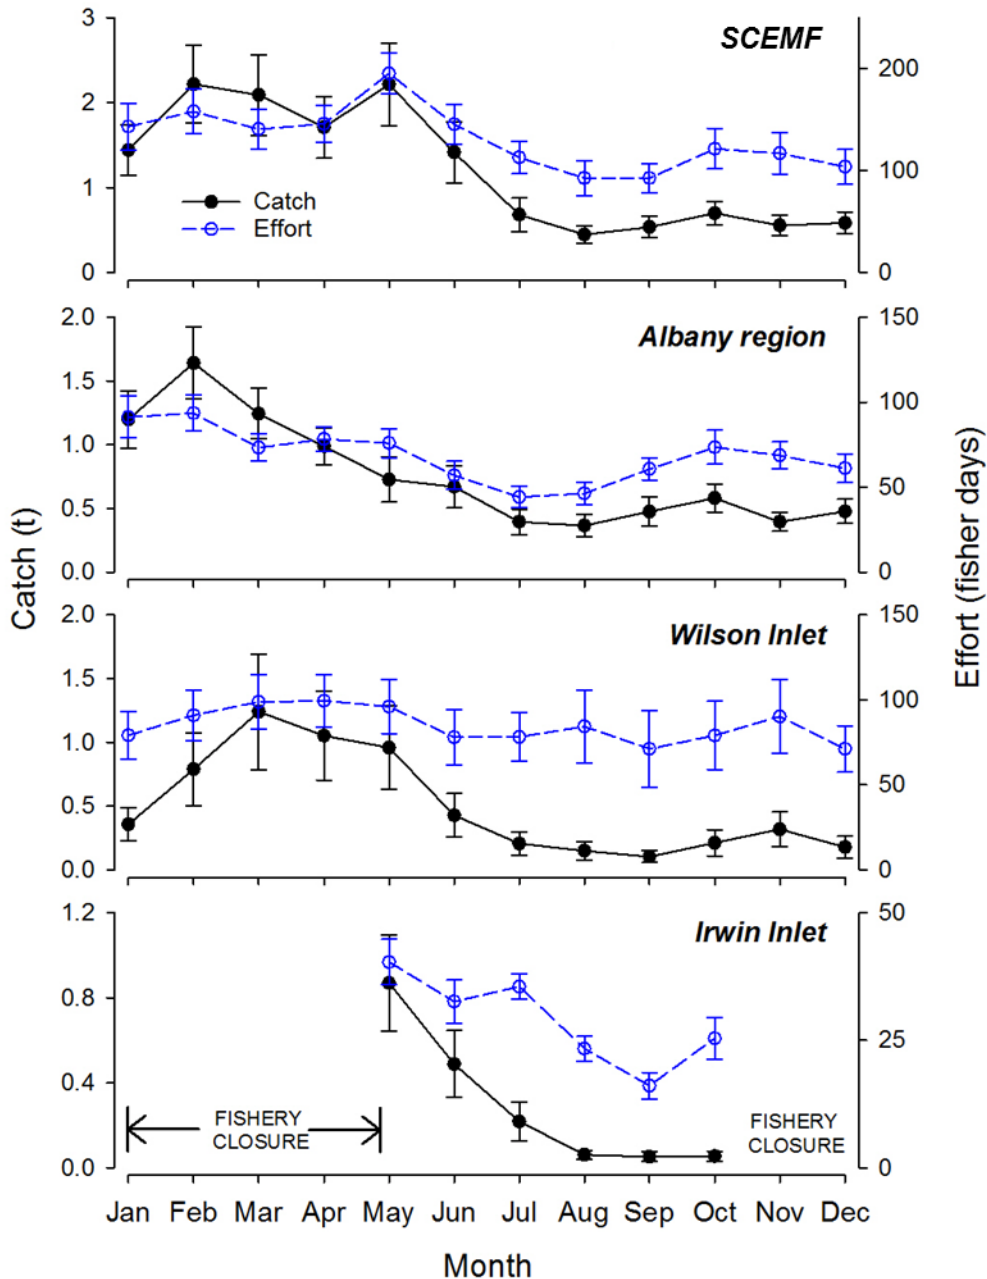 SCEMF
3
2
1
0
200
100
0
Catch
Effort
Albany region
2.0
1.5
1.0
0.5
0.0
150
100
50
0
Catch (t)
Effort (fisher days)
Wilson Inlet
2.0
1.5
1.0
0.5
0.0
150
100
50
0
Irwin Inlet
1.2
0.8
0.4
0.0
50
25
0
FISHERY
CLOSURE
FISHERY
CLOSURE
Jan Feb Mar Apr May Jun Jul Aug Sep Oct Nov Dec
Month